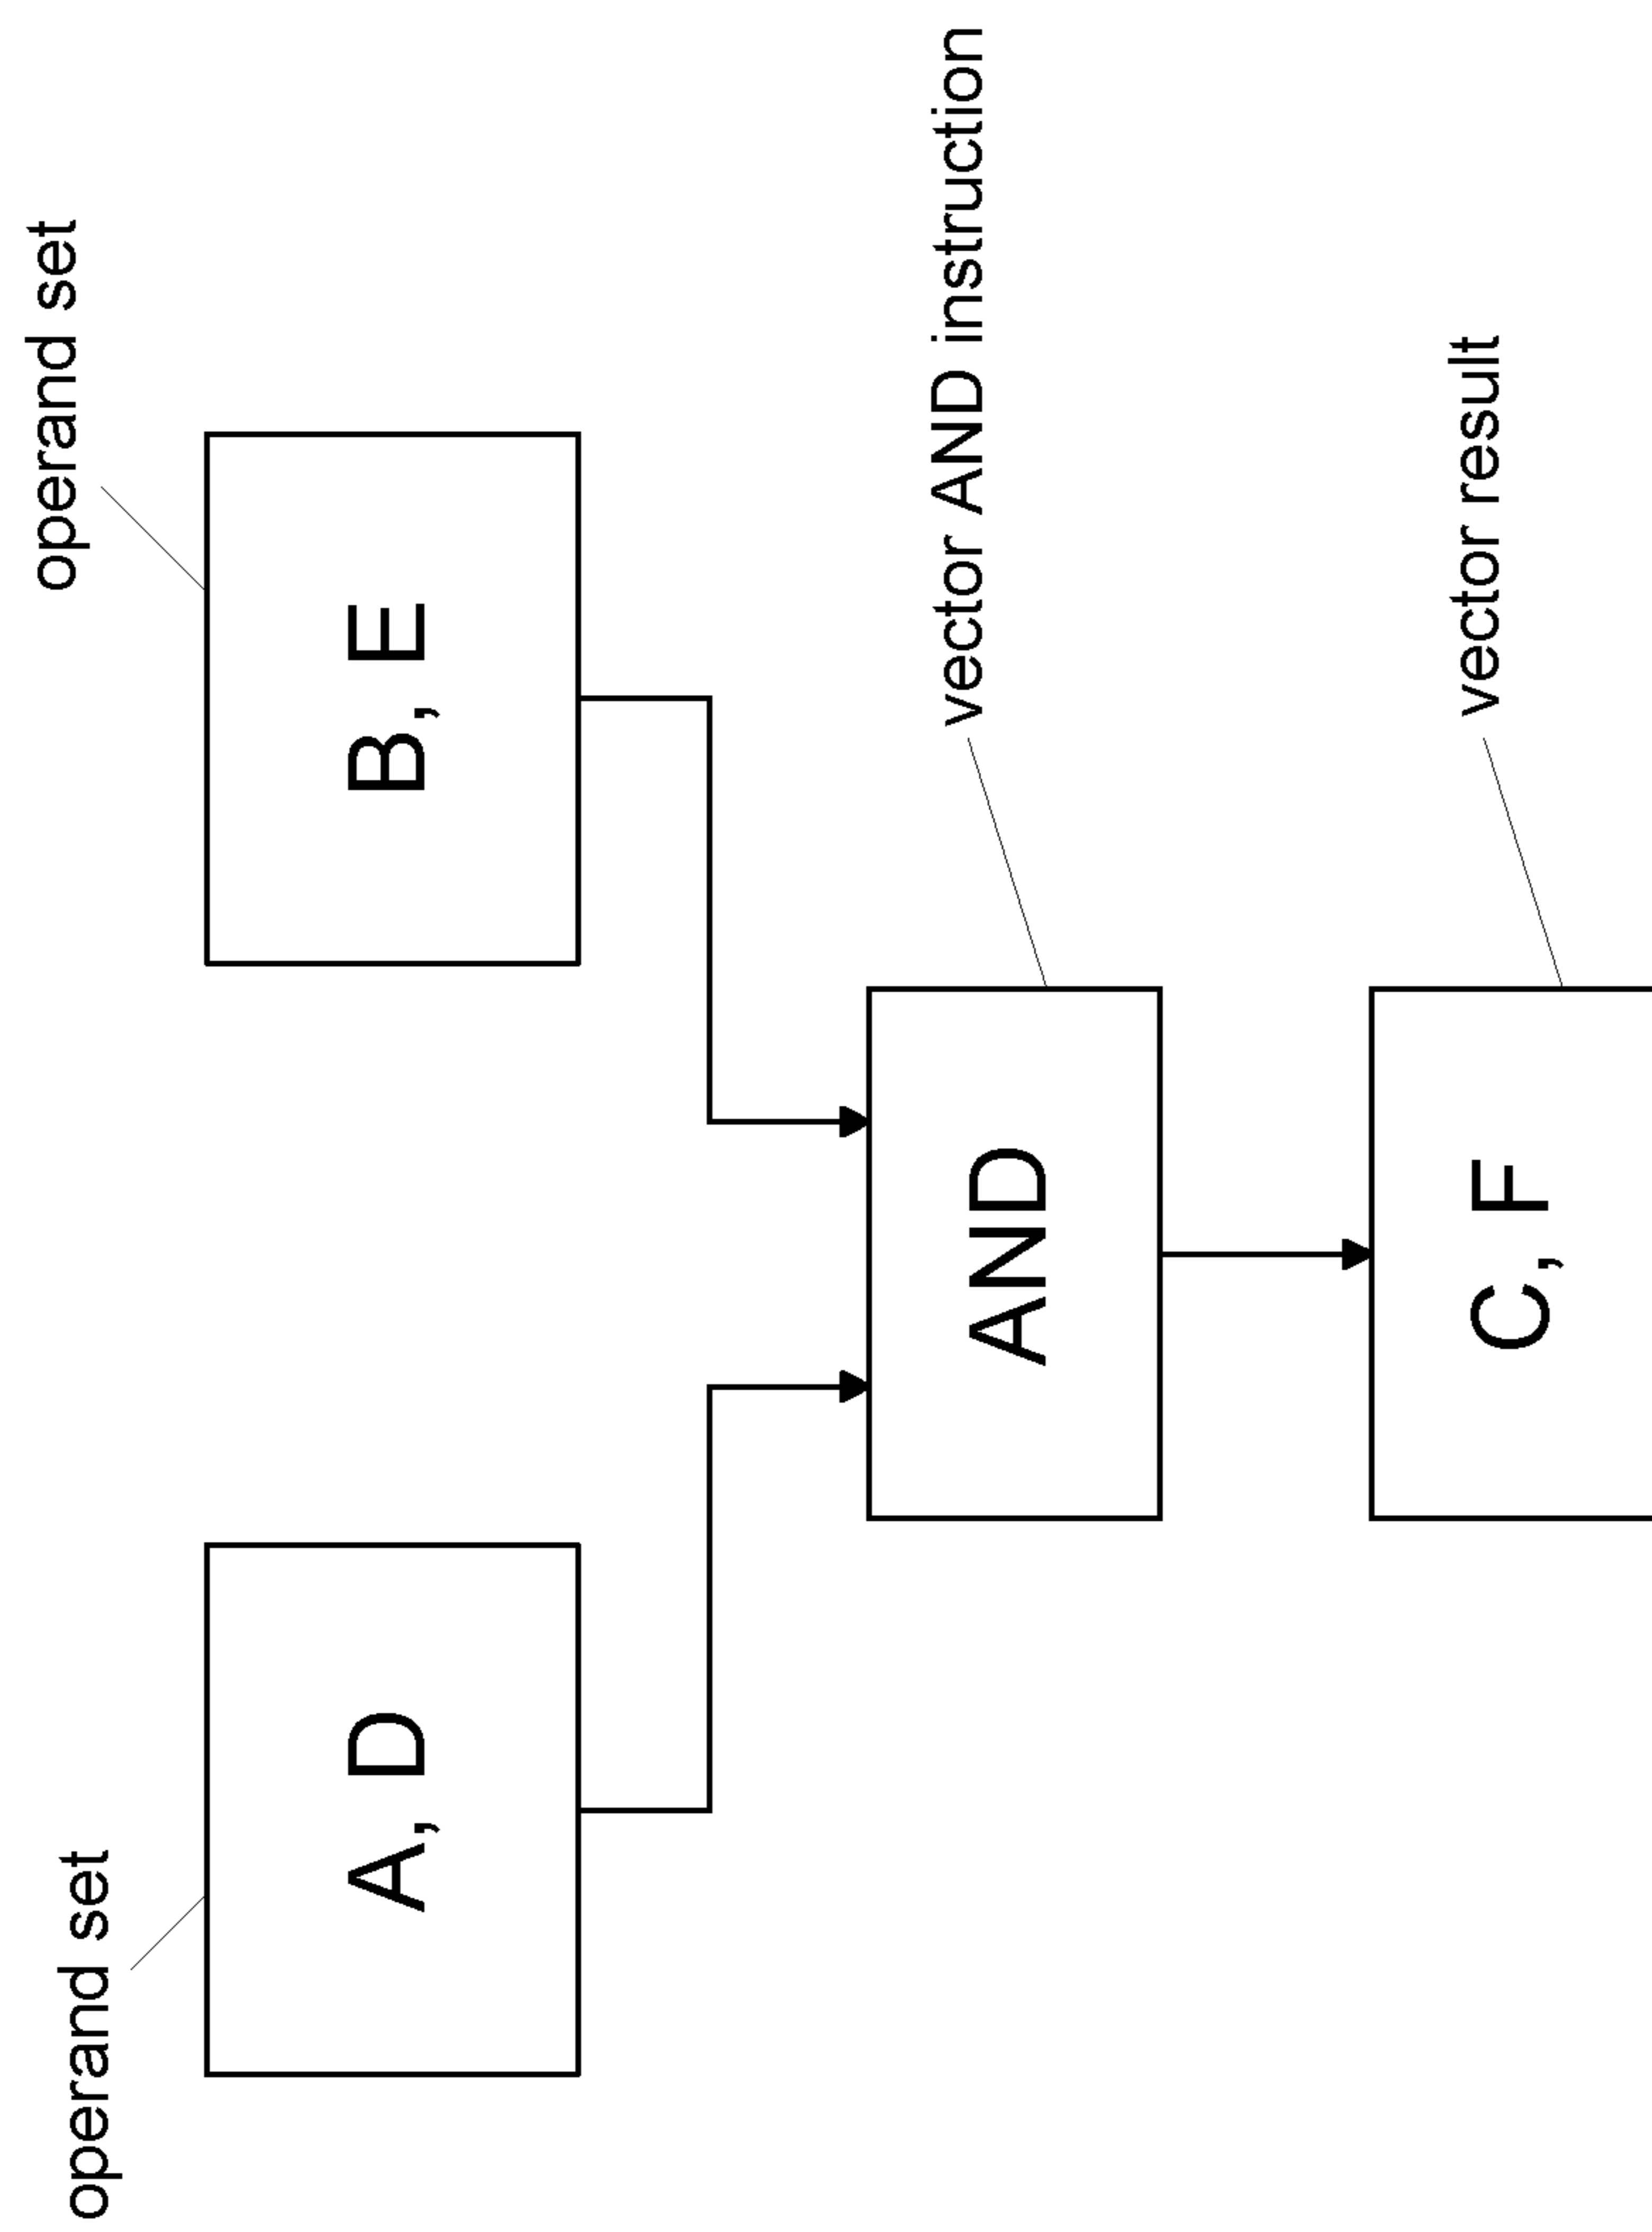 operand set
operand set
A, D
B, E
vector AND instruction
AND
vector result
C, F